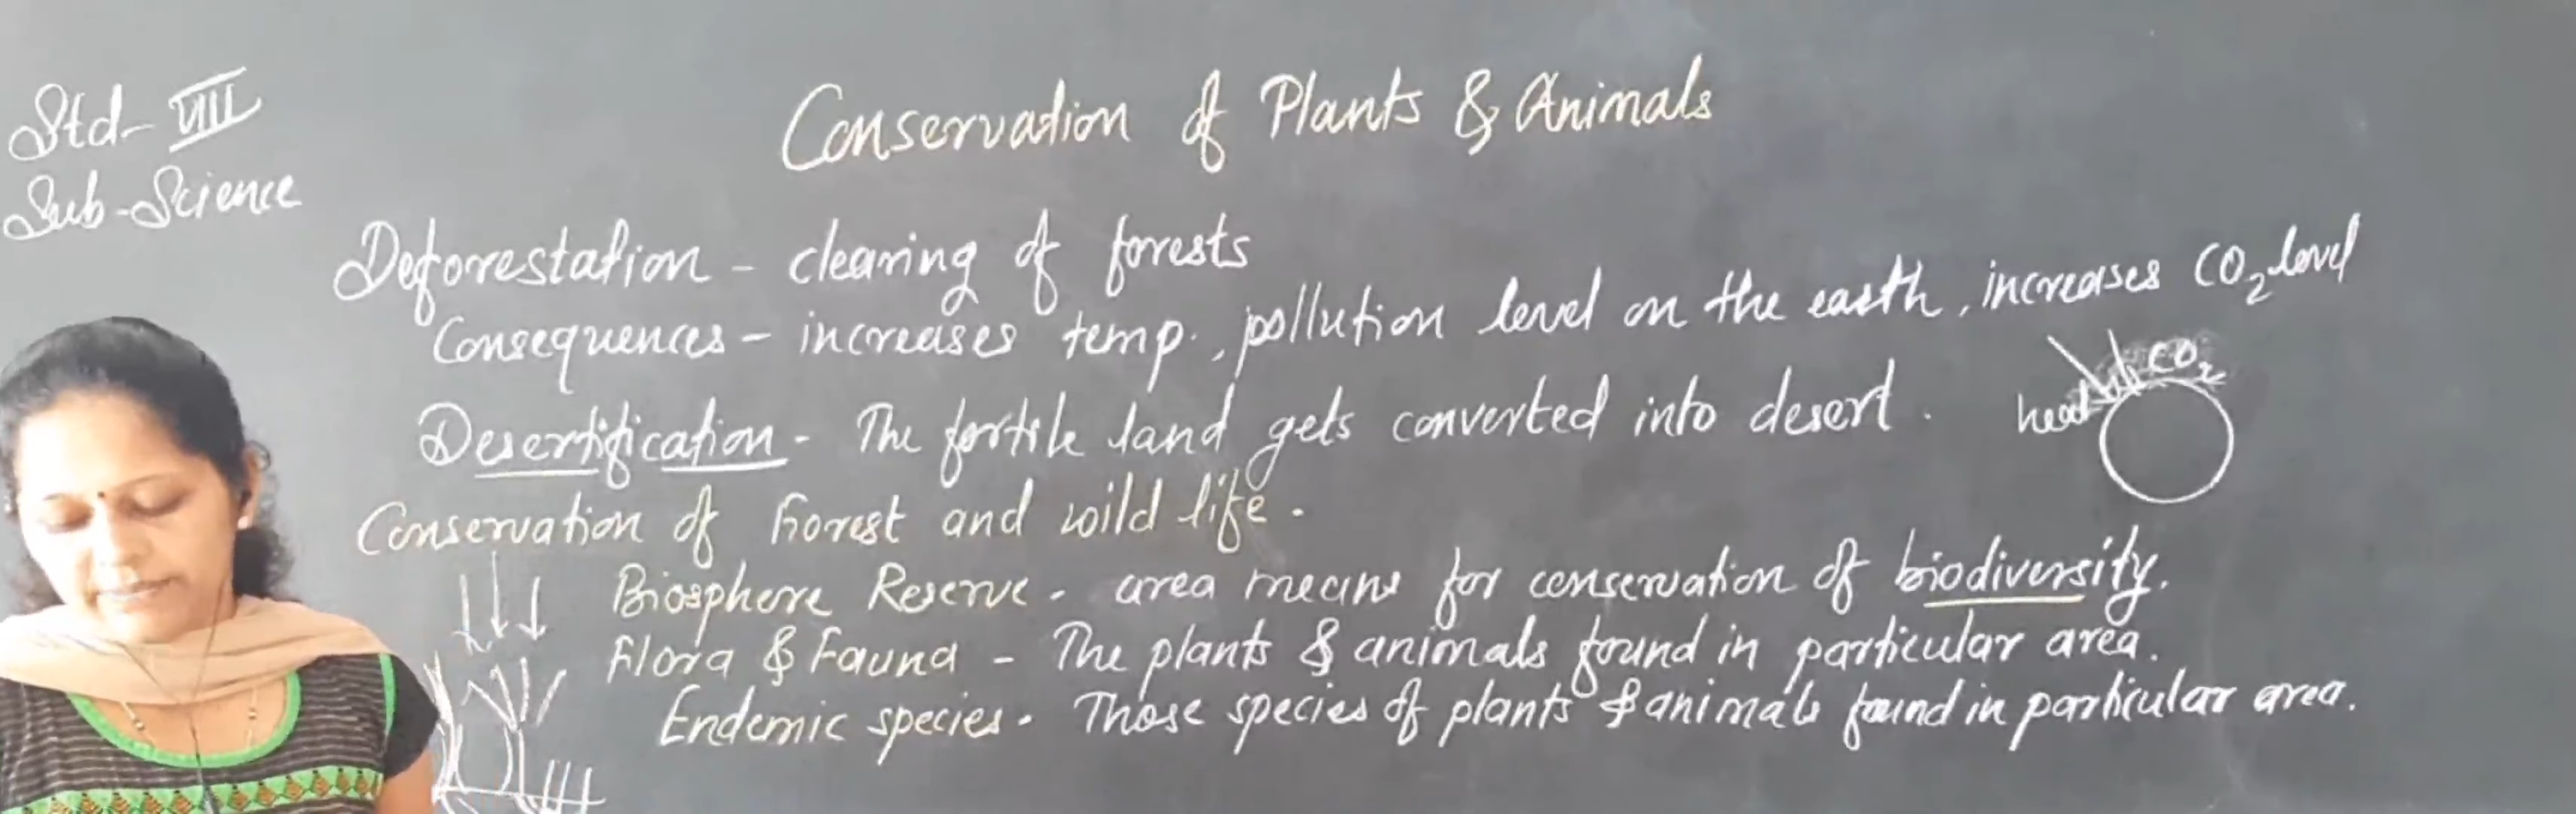 Std- VIII
Sub-Science
Conservation of Plants & Animals
Deforestation - clearing of forests
Consequences - increases temp., pollution level on the earth, increases CO2 level
CO2
Desertification - The fertile land gets converted into desert.
heat
Conservation of Forest and wild life.
Biosphere Reserve - area means for conservation of biodiversity.
Flora & Fauna - The plants & animals found in particular area.
Endemic species - Those species of plants & animals found in particular area.